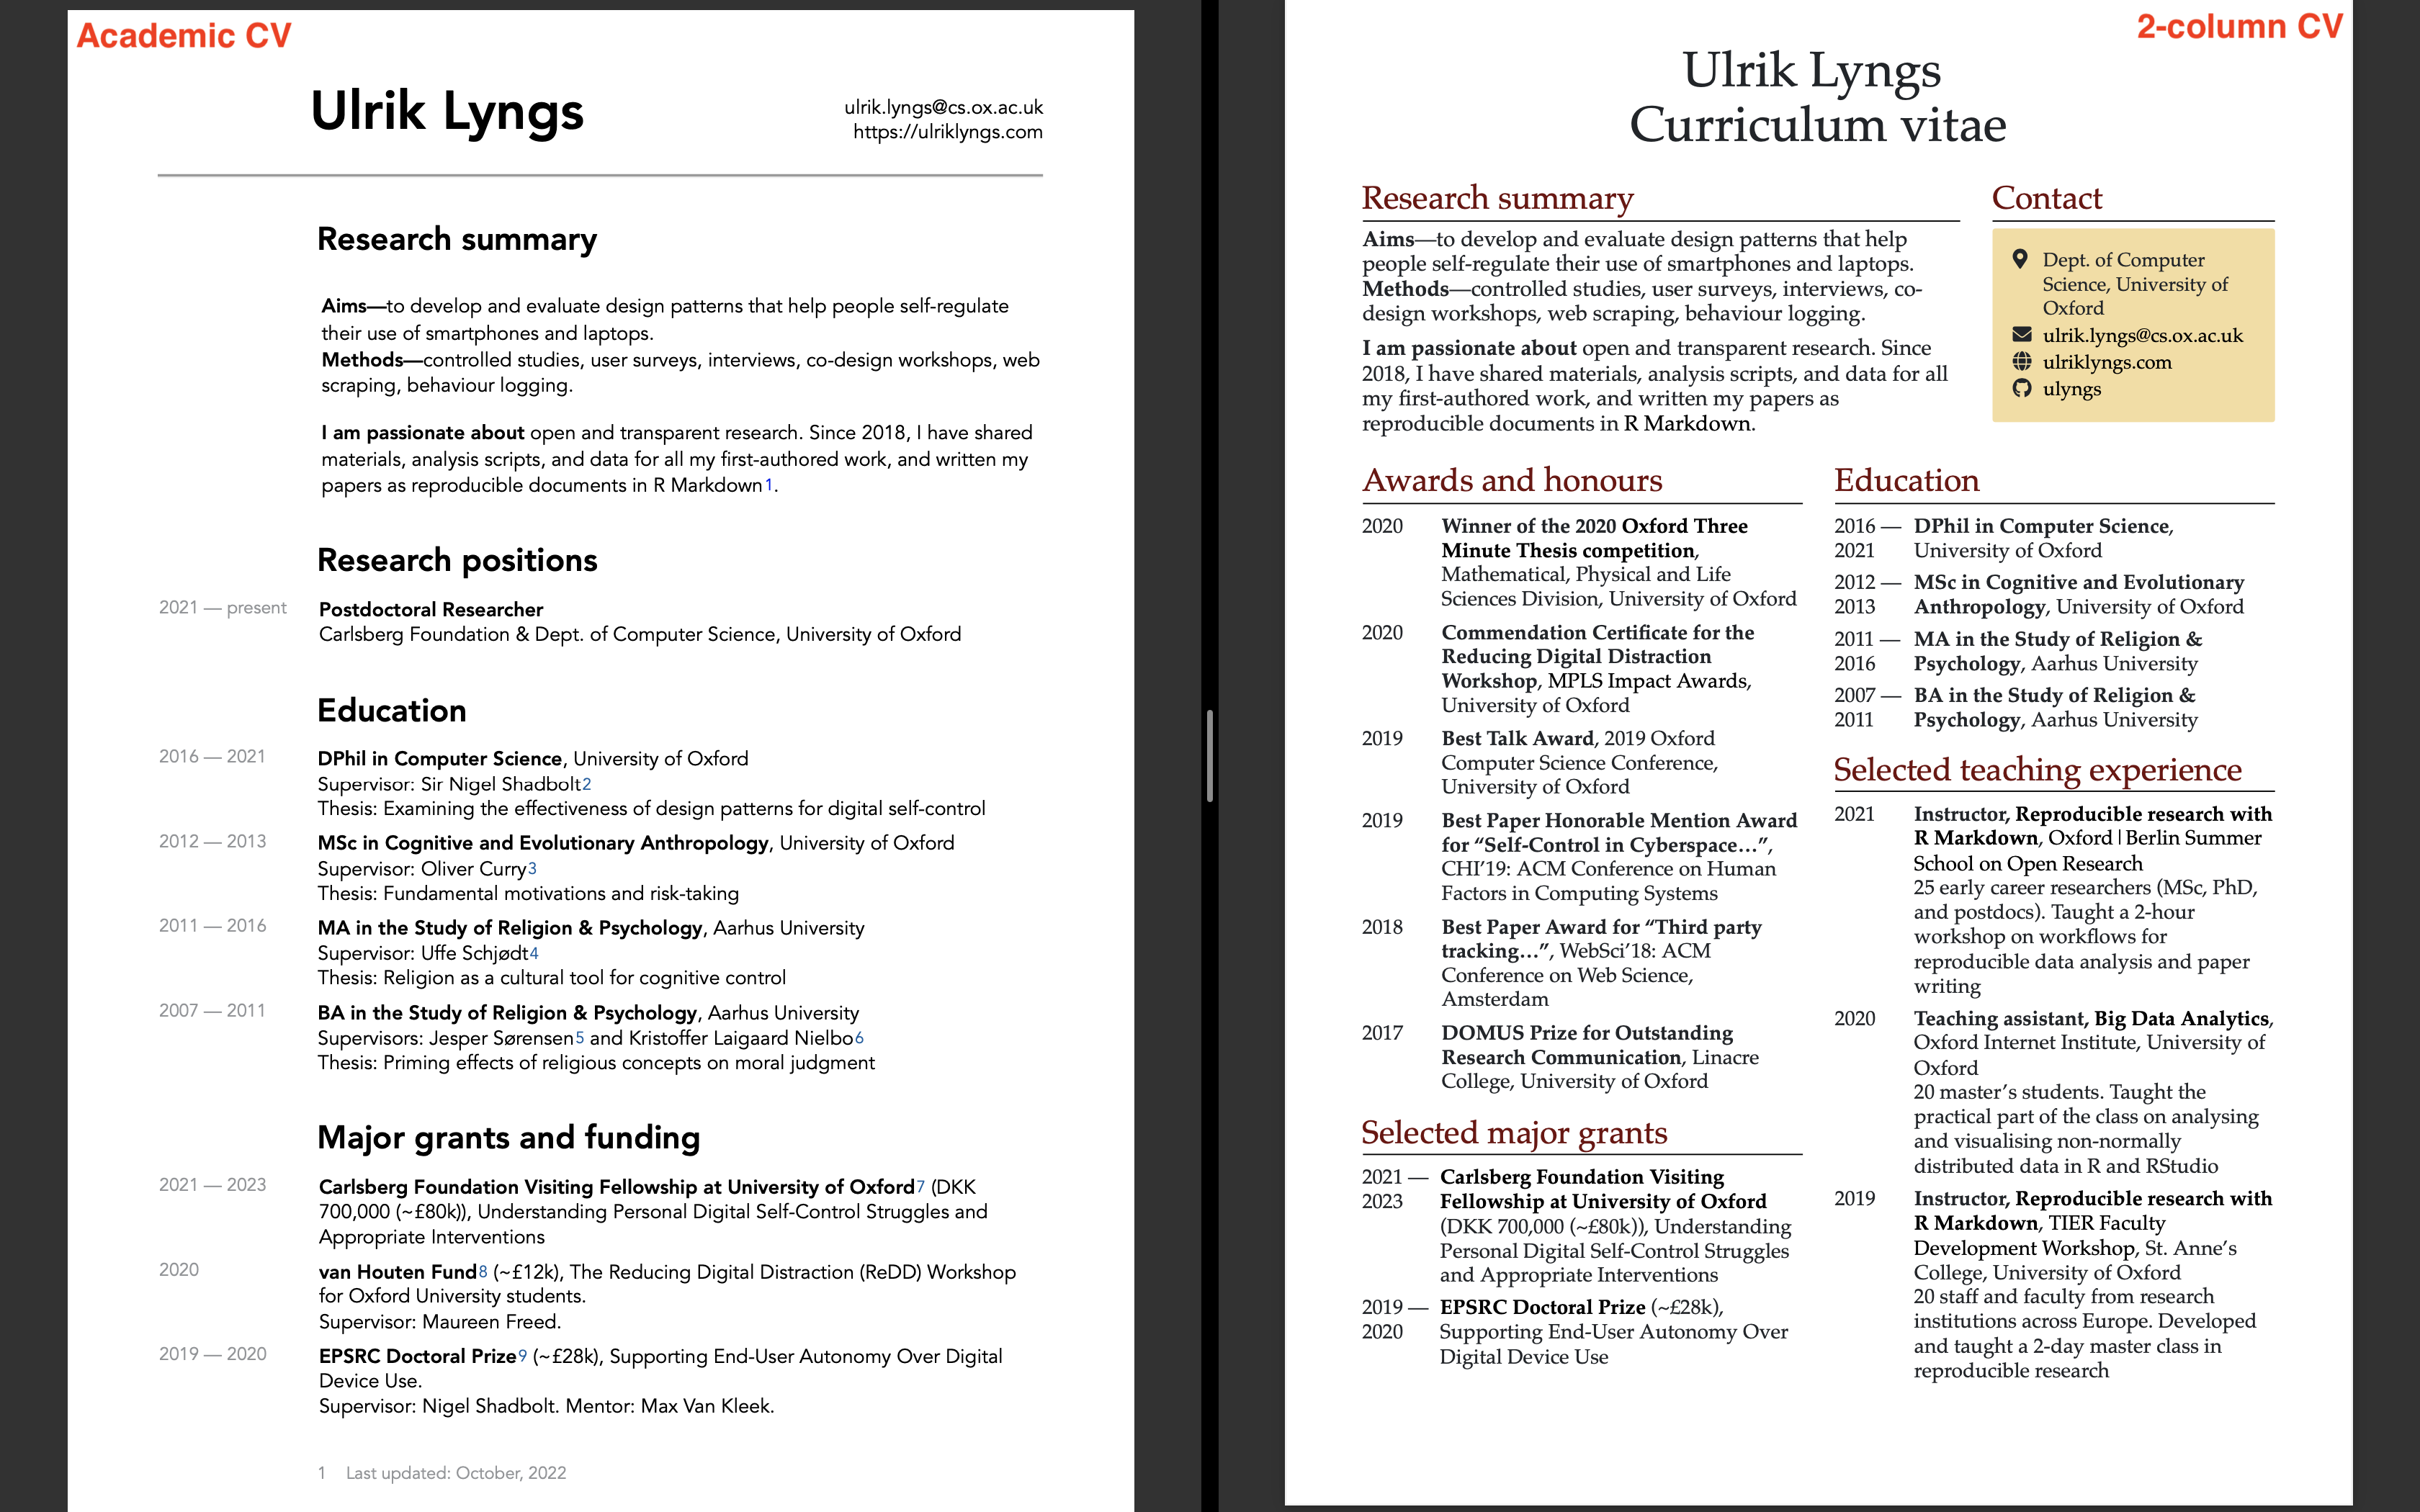 Academic CV
Ulrik Lyngs
ulrik.lyngs@cs.ox.ac.uk
https://ulriklyngs.com
Research summary
Aims—to develop and evaluate design patterns that help people self-regulate
their use of smartphones and laptops.
Methods—controlled studies, user surveys, interviews, co-design workshops, web
scraping, behaviour logging.
I am passionate about open and transparent research. Since 2018, I have shared
materials, analysis scripts, and data for all my first-authored work, and written my
papers as reproducible documents in R Markdown1.
Research positions
2021 — present Postdoctoral Researcher
Carlsberg Foundation & Dept. of Computer Science, University of Oxford
Education
2016 — 2021 DPhil in Computer Science, University of Oxford
Supervisor: Sir Nigel Shadbolt2
Thesis: Examining the effectiveness of design patterns for digital self-control
2012 — 2013 MSc in Cognitive and Evolutionary Anthropology, University of Oxford
Supervisor: Oliver Curry3
Thesis: Fundamental motivations and risk-taking
2011 — 2016 MA in the Study of Religion & Psychology, Aarhus University
Supervisor: Uffe Schjødt4
Thesis: Religion as a cultural tool for cognitive control
2007 — 2011 BA in the Study of Religion & Psychology, Aarhus University
Supervisors: Jesper Sørensen5 and Kristoffer Laigaard Nielbo6
Thesis: Priming effects of religious concepts on moral judgment
Major grants and funding
2021 — 2023 Carlsberg Foundation Visiting Fellowship at University of Oxford7 (DKK
700,000 (~£80k)), Understanding Personal Digital Self-Control Struggles and
Appropriate Interventions
2020 van Houten Fund8 (~£12k), The Reducing Digital Distraction (ReDD) Workshop
for Oxford University students.
Supervisor: Maureen Freed.
2019 — 2020 EPSRC Doctoral Prize9 (~£28k), Supporting End-User Autonomy Over Digital
Device Use.
Supervisor: Nigel Shadbolt. Mentor: Max Van Kleek.
1 Last updated: October, 2022
2-column CV
Ulrik Lyngs
Curriculum vitae
Research summary
Aims—to develop and evaluate design patterns that help
people self-regulate their use of smartphones and laptops.
Methods—controlled studies, user surveys, interviews, co-
design workshops, web scraping, behaviour logging.
I am passionate about open and transparent research. Since
2018, I have shared materials, analysis scripts, and data for all
my first-authored work, and written my papers as
reproducible documents in R Markdown.
Contact
Dept. of Computer
Science, University of
Oxford
ulrik.lyngs@cs.ox.ac.uk
ulriklyngs.com
ulyngs
Awards and honours
2020 Winner of the 2020 Oxford Three
Minute Thesis competition,
Mathematical, Physical and Life
Sciences Division, University of Oxford
2020 Commendation Certificate for the
Reducing Digital Distraction
Workshop, MPLS Impact Awards,
University of Oxford
2019 Best Talk Award, 2019 Oxford
Computer Science Conference,
University of Oxford
2019 Best Paper Honorable Mention Award
for “Self-Control in Cyberspace…”,
CHI’19: ACM Conference on Human
Factors in Computing Systems
2018 Best Paper Award for “Third party
tracking…”, WebSci’18: ACM
Conference on Web Science,
Amsterdam
2017 DOMUS Prize for Outstanding
Research Communication, Linacre
College, University of Oxford
Selected major grants
2021 — Carlsberg Foundation Visiting
2023 Fellowship at University of Oxford
(DKK 700,000 (~£80k)), Understanding
Personal Digital Self-Control Struggles
and Appropriate Interventions
2019 — EPSRC Doctoral Prize (~£28k),
2020 Supporting End-User Autonomy Over
Digital Device Use
Education
2016 — DPhil in Computer Science,
2021 University of Oxford
2012 — MSc in Cognitive and Evolutionary
2013 Anthropology, University of Oxford
2011 — MA in the Study of Religion &
2016 Psychology, Aarhus University
2007 — BA in the Study of Religion &
2011 Psychology, Aarhus University
Selected teaching experience
2021 Instructor, Reproducible research with
R Markdown, Oxford | Berlin Summer
School on Open Research
25 early career researchers (MSc, PhD,
and postdocs). Taught a 2-hour
workshop on workflows for
reproducible data analysis and paper
writing
2020 Teaching assistant, Big Data Analytics,
Oxford Internet Institute, University of
Oxford
20 master’s students. Taught the
practical part of the class on analysing
and visualising non-normally
distributed data in R and RStudio
2019 Instructor, Reproducible research with
R Markdown, TIER Faculty
Development Workshop, St. Anne’s
College, University of Oxford
20 staff and faculty from research
institutions across Europe. Developed
and taught a 2-day master class in
reproducible research